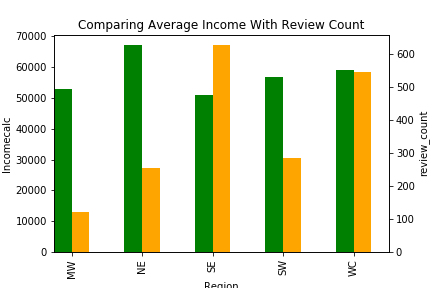 Comparing Average Income With Review Count
70000
60000
50000
40000
30000
20000
10000
0
Incomecalc
600
500
400
300
200
100
0
review_count
MW
NE
SE
SW
WC
Region